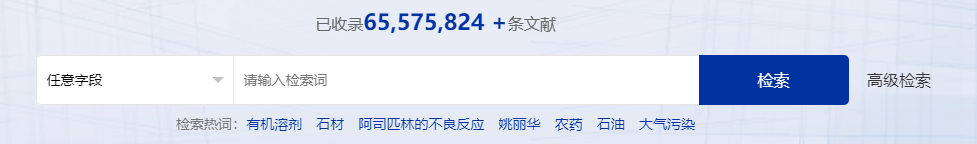 已收录65,575,824 +条文献
任意字段 请输入检索词 检索 高级检索
检索热词： 有机溶剂 石材 阿司匹林的不良反应 姚丽华 农药 石油 大气污染